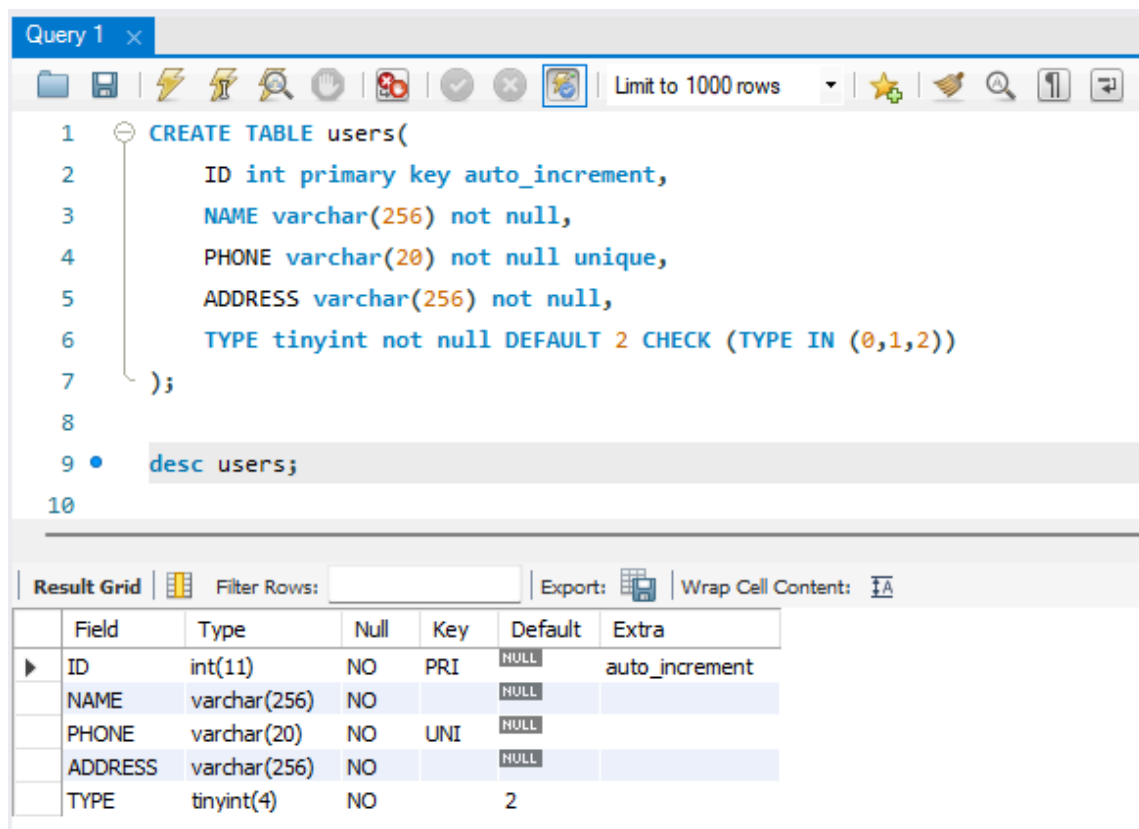 Query 1
Limit to 1000 rows
1 CREATE TABLE users(
2 ID int primary key auto_increment,
3 NAME varchar(256) not null,
4 PHONE varchar(20) not null unique,
5 ADDRESS varchar(256) not null,
6 TYPE tinyint not null DEFAULT 2 CHECK (TYPE IN (0,1,2))
7 );
8
9 desc users;
10
Result Grid Filter Rows: Export: Wrap Cell Content: IA
Field Type Null Key Default Extra
ID int(11) NO PRI NULL auto_increment
NAME varchar(256) NO NULL
PHONE varchar(20) NO UNI NULL
ADDRESS varchar(256) NO NULL
TYPE tinyint(4) NO 2